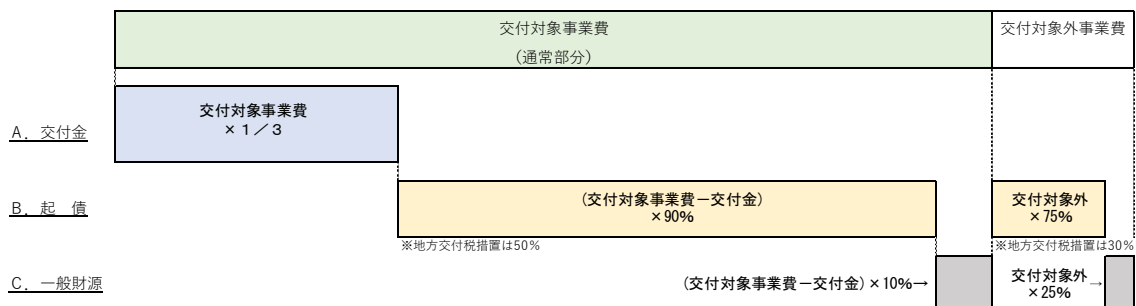 交付対象事業費
(通常部分)
交付対象外事業費
A．交付金
交付対象事業費
×１／３
B．起　債
(交付対象事業費－交付金)
×90%
交付対象外
×75%
※地方交付税措置は50%
※地方交付税措置は30%
C．一般財源
(交付対象事業費－交付金)×10%→
交付対象外→
×25%